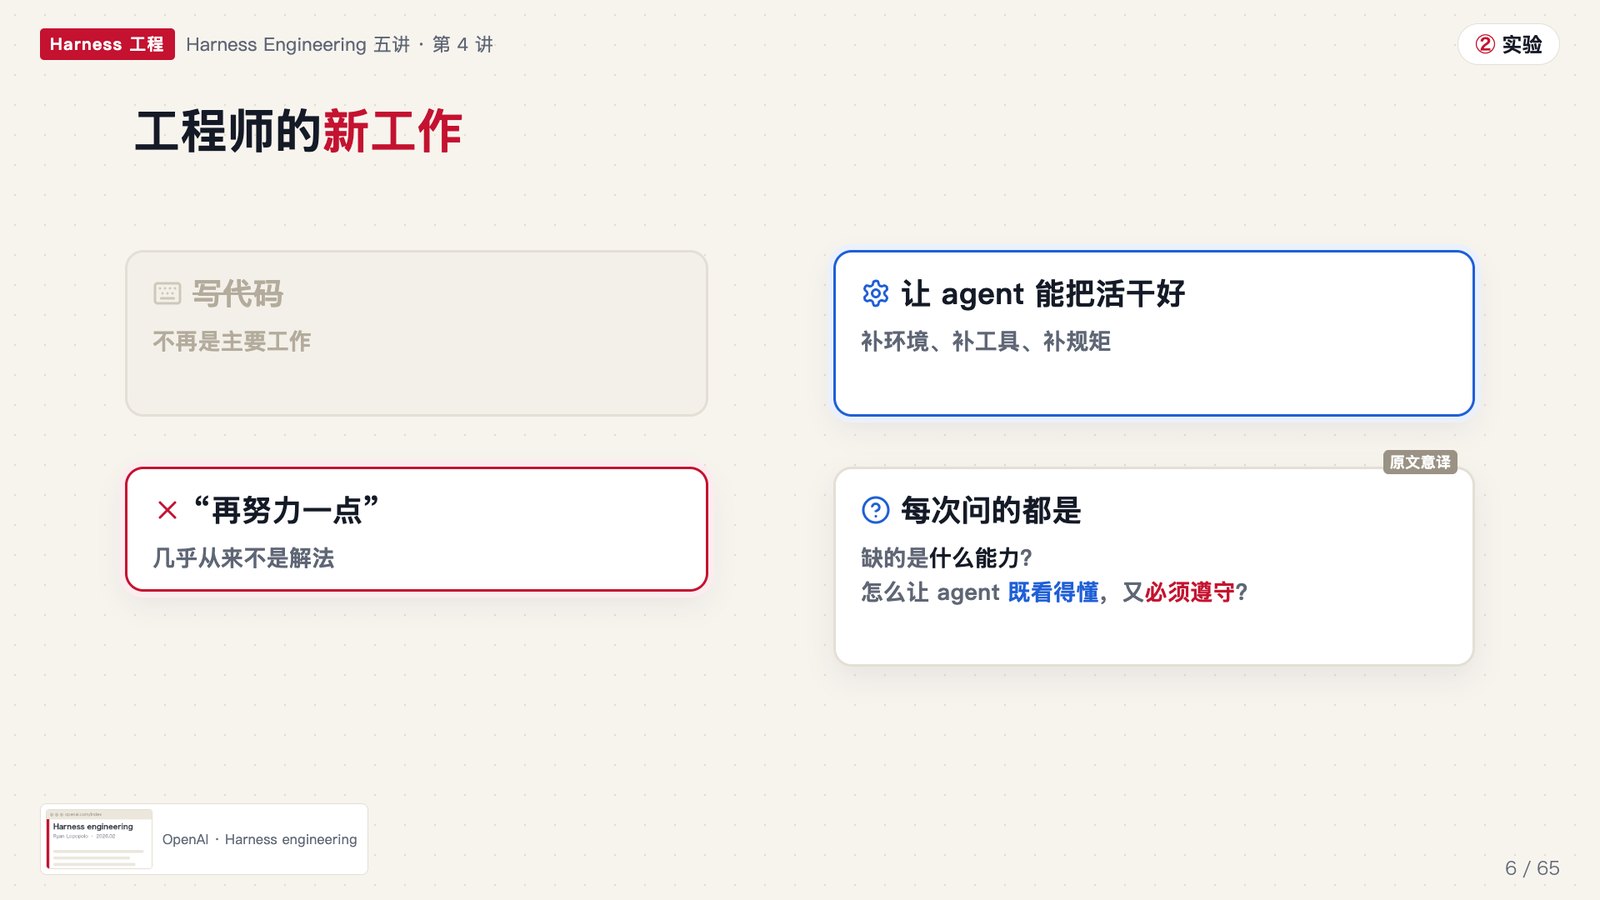 Harness 工程
Harness Engineering 五讲 · 第 4 讲
② 实验
工程师的新工作
写代码
不再是主要工作
让 agent 能把活干好
补环境、补工具、补规矩
“再努力一点”
几乎从来不是解法
原文意译
每次问的都是
缺的是什么能力?
怎么让 agent 既看得懂，又必须遵守?
Harness engineering
OpenAI · Harness engineering
6 / 65